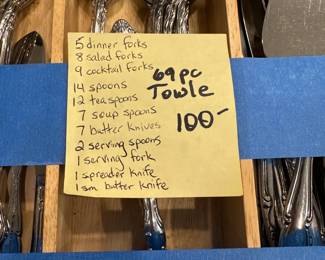 5 dinner forks
8 salad forks
9 cocktail forks
14 spoons
12 teaspoons
7 soup spoons
7 butter knives
2 serving spoons
1 serving fork
1 spreader knife
1 sm butter knife
69 pc
Towle
100-